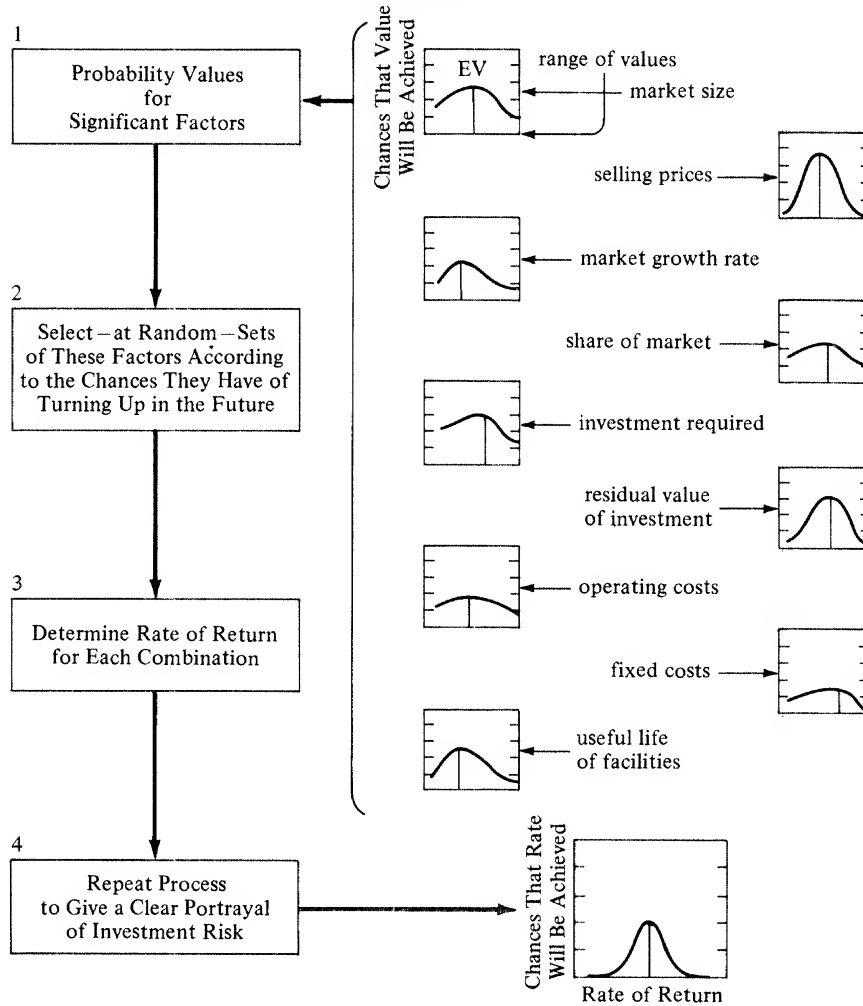 1
Probability Values
for
Significant Factors
2
Select—at Random—Sets
of These Factors According
to the Chances They Have of
Turning Up in the Future
3
Determine Rate of Return
for Each Combination
4
Repeat Process
to Give a Clear Portrayal
of Investment Risk
Chances That Value
Will Be Achieved
EV
range of values
market size
selling prices
market growth rate
share of market
investment required
residual value
of investment
operating costs
fixed costs
useful life
of facilities
Chances That Rate
Will Be Achieved
Rate of Return